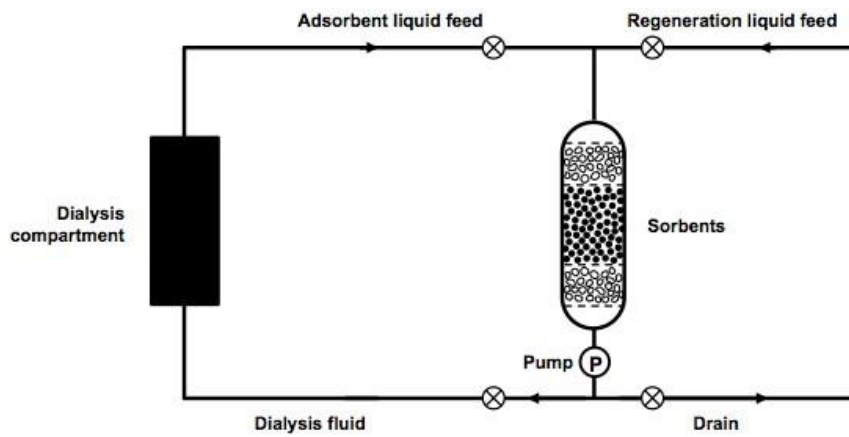 Adsorbent liquid feed
Regeneration liquid feed
Dialysis
compartment
Sorbents
Pump
P
Dialysis fluid
Drain